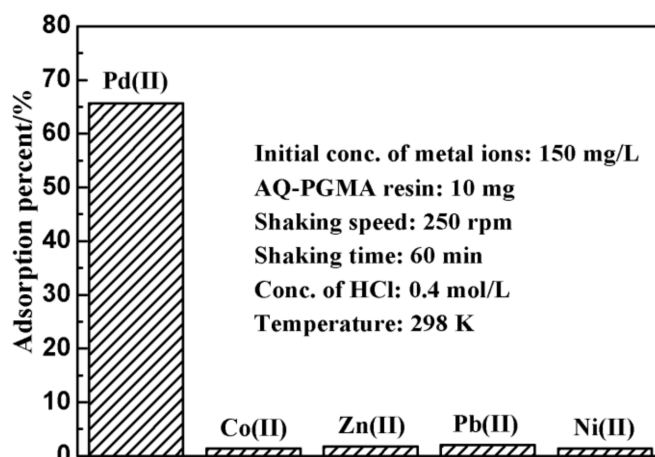 80
70
60
50
40
30
20
10
0
Adsorption percent/%
Pd(II)
Initial conc. of metal ions: 150 mg/L
AQ-PGMA resin: 10 mg
Shaking speed: 250 rpm
Shaking time: 60 min
Conc. of HCl: 0.4 mol/L
Temperature: 298 K
Co(II) Zn(II) Pb(II) Ni(II)